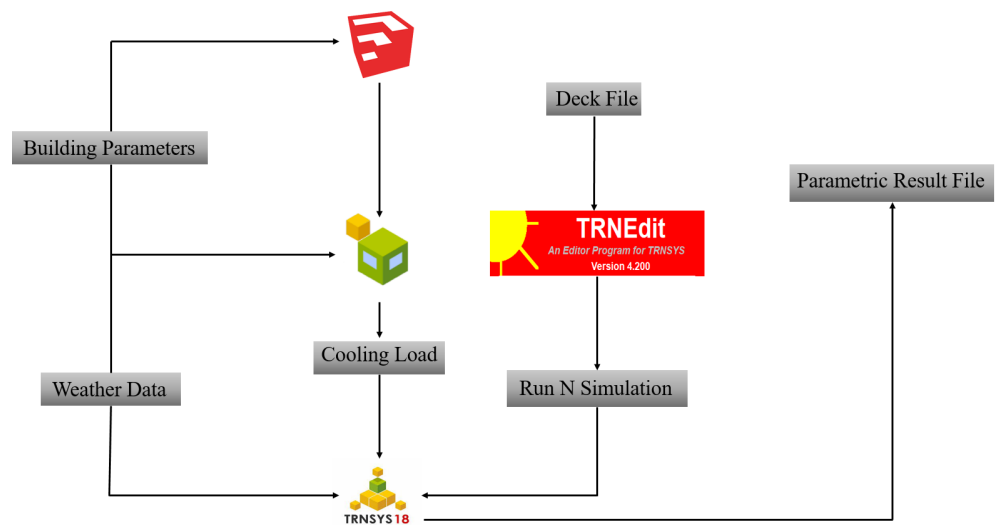 Deck File
Building Parameters
Parametric Result File
TRNEdit
An Editor Program for TRNSYS
Version 4.200
Cooling Load
Weather Data
Run N Simulation
TRNSYS18